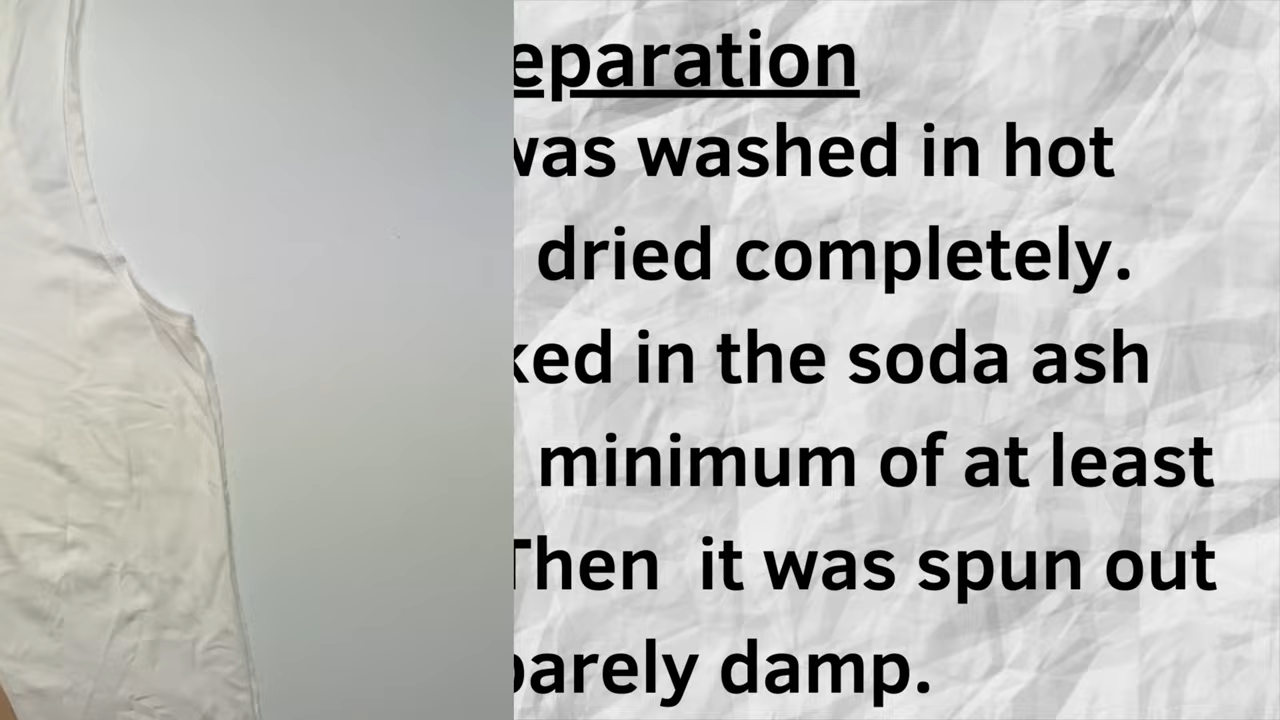 eparation
was washed in hot
dried completely.
ked in the soda ash
minimum of at least
Then it was spun out
barely damp.